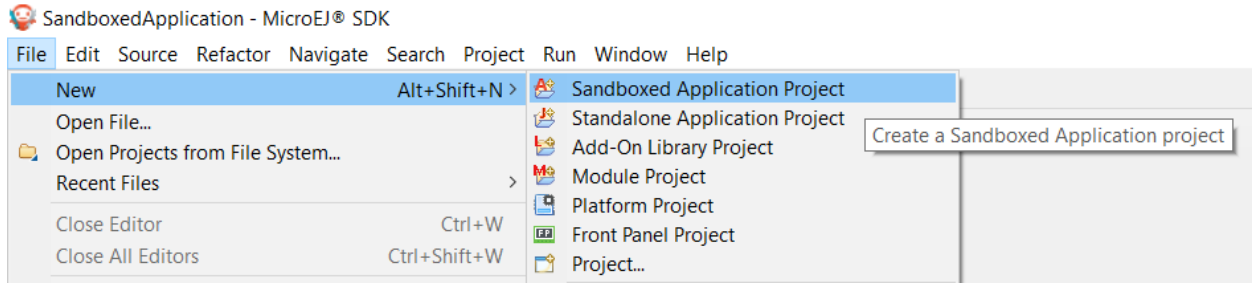 SandboxedApplication - MicroEJ® SDK
File Edit Source Refactor Navigate Search Project Run Window Help
New Alt+Shift+N >
Open File...
Open Projects from File System...
Recent Files >
Close Editor Ctrl+W
Close All Editors Ctrl+Shift+W
Sandboxed Application Project
Standalone Application Project
Add-On Library Project
Module Project
Platform Project
Front Panel Project
Project...
Create a Sandboxed Application project